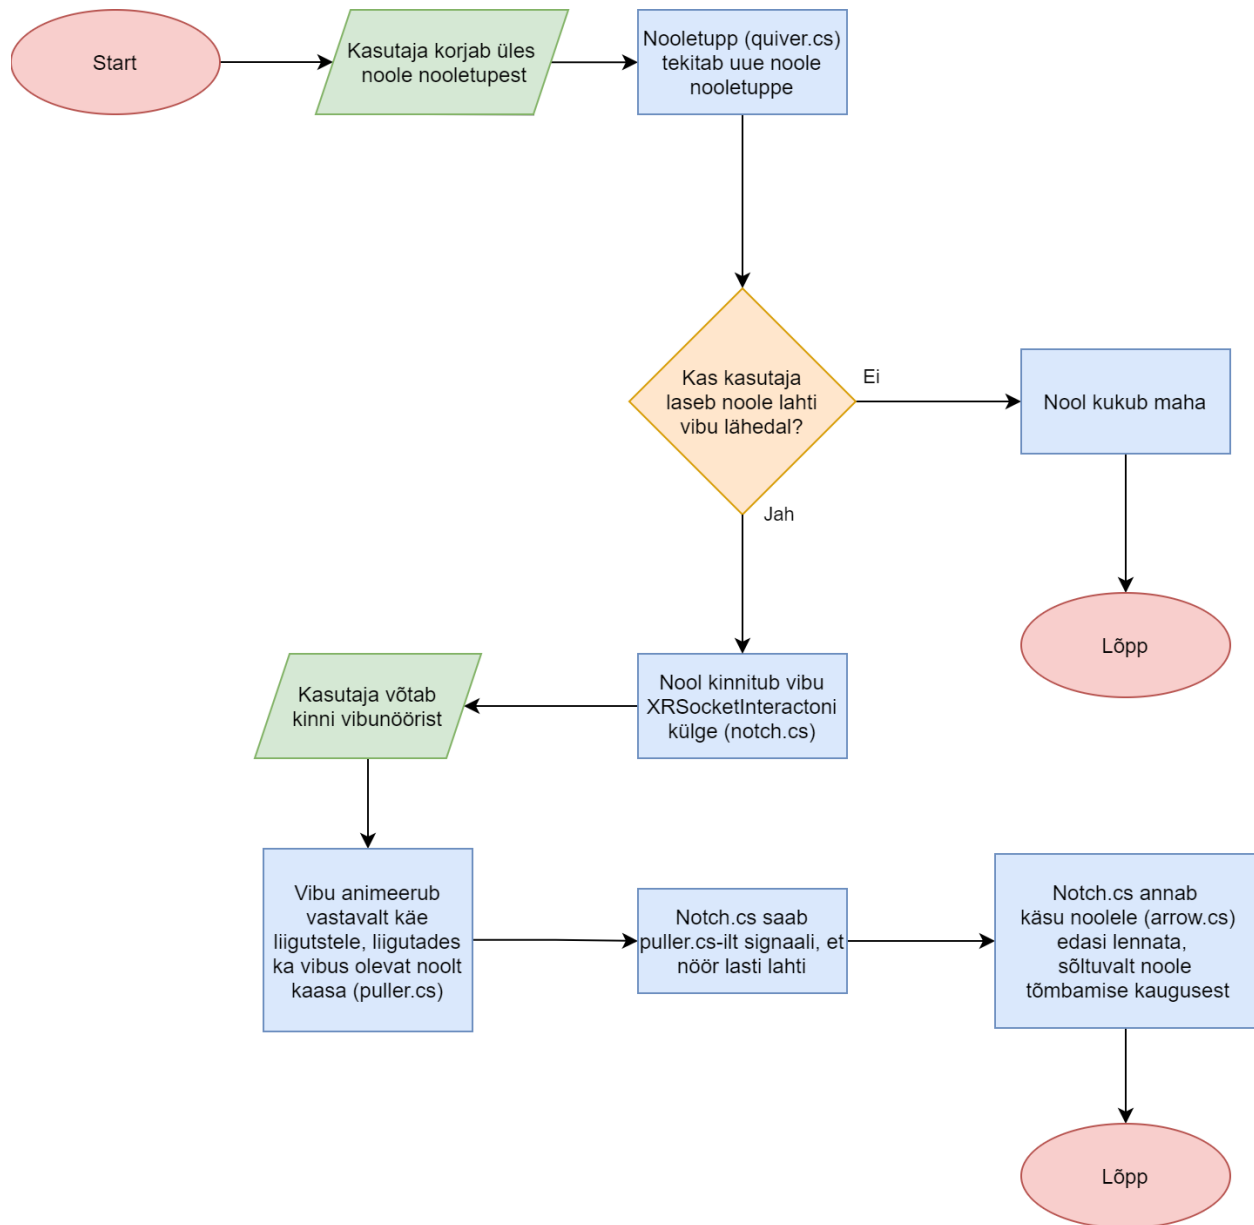 Start
Kasutaja korjab üles
noole nooletupest
Nooletupp (quiver.cs)
tekitab uue noole
nooletuppe
Kas kasutaja
laseb noole lahti
vibu lähedal?
Ei
Nool kukub maha
Jah
Lõpp
Nool kinnitub vibu
XRSocketInteractoni
külge (notch.cs)
Kasutaja võtab
kinni vibunöörist
Vibu animeerub
vastavalt käe
liigutstele, liigutades
ka vibus olevat noolt
kaasa (puller.cs)
Notch.cs saab
puller.cs-ilt signaali, et
nöör lasti lahti
Notch.cs annab
käsu noolele (arrow.cs)
edasi lennata,
sõltuvalt noole
tõmbamise kaugusest
Lõpp